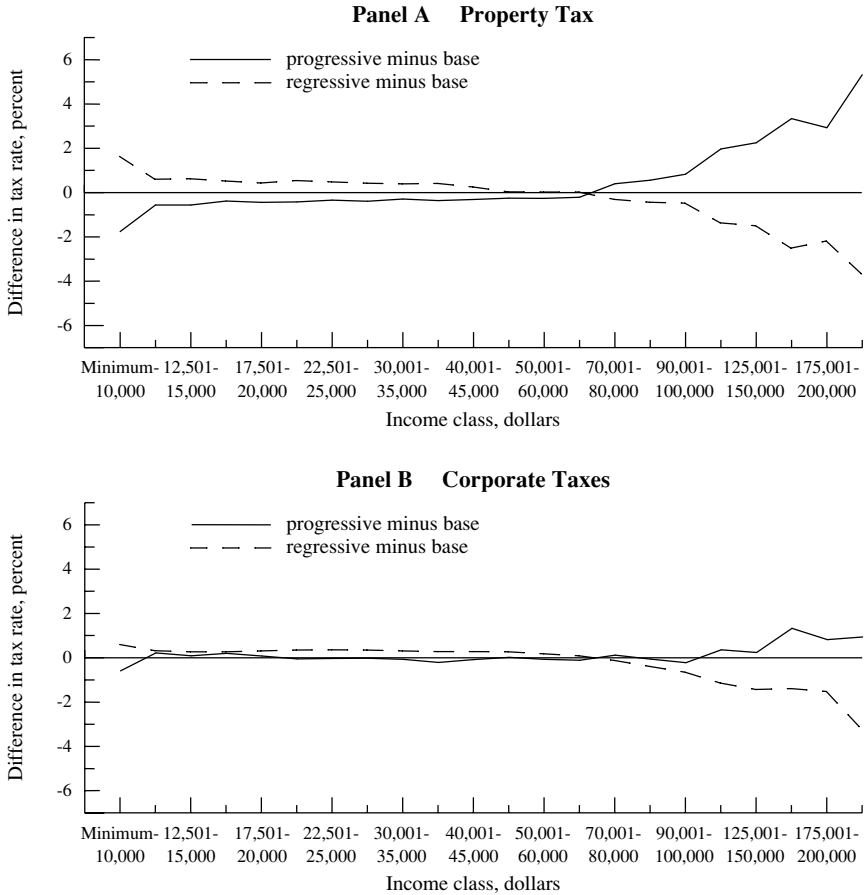 Panel A Property Tax
progressive minus base
regressive minus base
Difference in tax rate, percent
6
4
2
0
-2
-4
-6
Minimum- 12,501- 17,501- 22,501- 30,001- 40,001- 50,001- 70,001- 90,001- 125,001- 175,001-
10,000 15,000 20,000 25,000 35,000 45,000 60,000 80,000 100,000 150,000 200,000
Income class, dollars
Panel B Corporate Taxes
progressive minus base
regressive minus base
Difference in tax rate, percent
6
4
2
0
-2
-4
-6
Minimum- 12,501- 17,501- 22,501- 30,001- 40,001- 50,001- 70,001- 90,001- 125,001- 175,001-
10,000 15,000 20,000 25,000 35,000 45,000 60,000 80,000 100,000 150,000 200,000
Income class, dollars